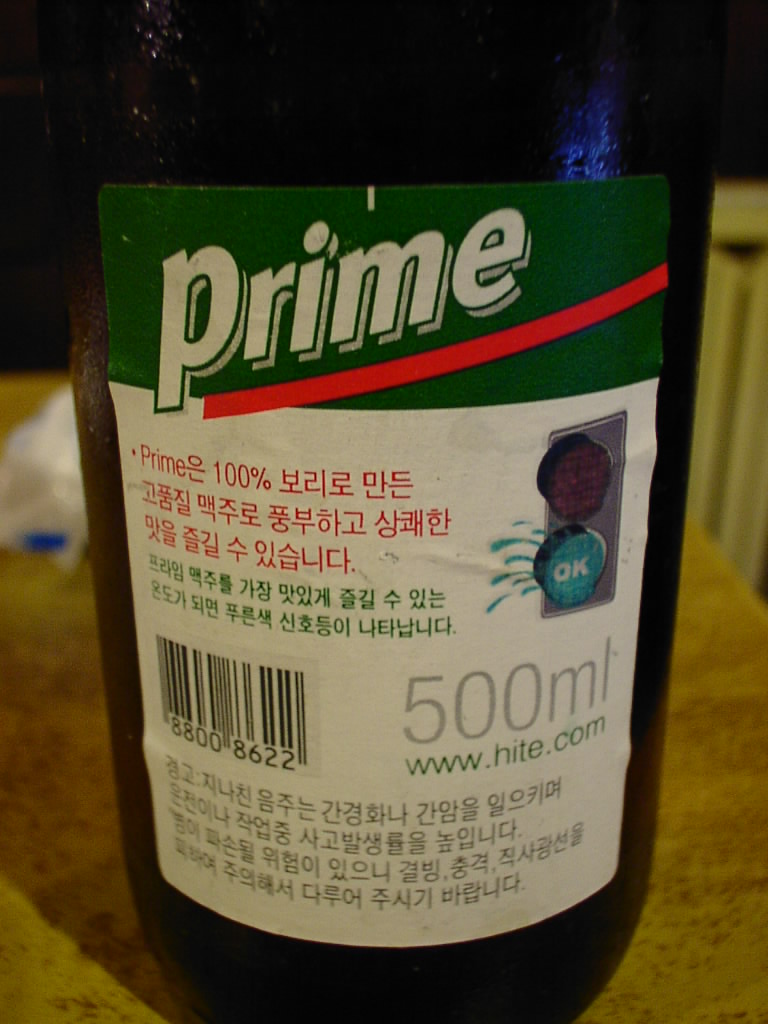 prime
• Prime은 100% 보리로 만든
고품질 맥주로 풍부하고 상쾌한
맛을 즐길 수 있습니다.
프라임 맥주를 가장 맛있게 즐길 수 있는
온도가 되면 푸른색 신호등이 나타납니다.
OK
500ml
www.hite.com
8800 8622
경고:지나친 음주는 간경화나 간암을 일으키며
운전이나 작업중 사고발생률을 높입니다.
*병이 파손될 위험이 있으니 결빙,충격,직사광선을
피하여 주의해서 다루어 주시기 바랍니다.